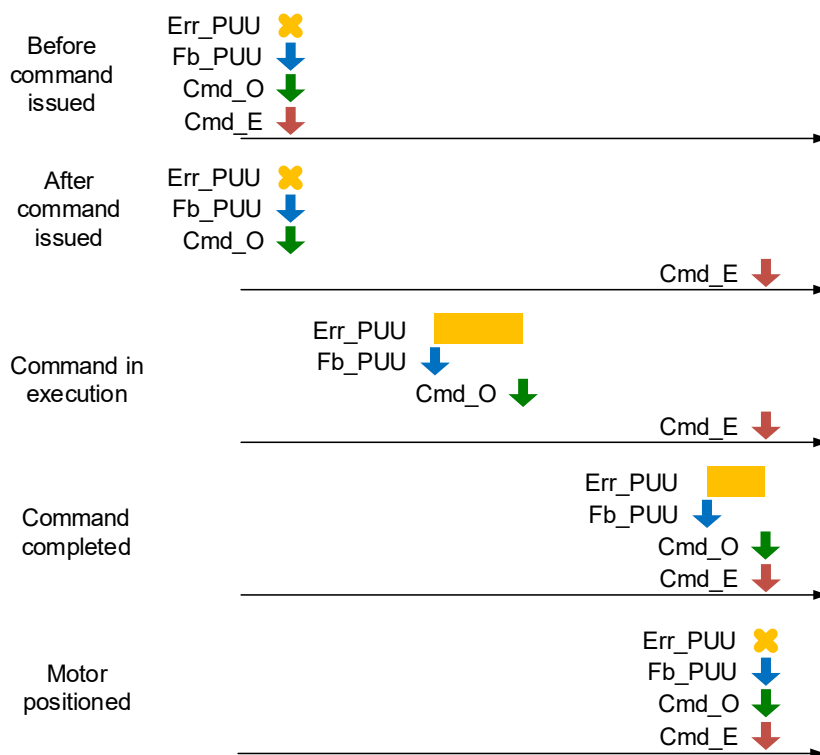 Before
command
issued
Err_PUU
Fb_PUU
Cmd_O
Cmd_E
After
command
issued
Err_PUU
Fb_PUU
Cmd_O
Cmd_E
Command in
execution
Err_PUU
Fb_PUU
Cmd_O
Cmd_E
Command
completed
Err_PUU
Fb_PUU
Cmd_O
Cmd_E
Motor
positioned
Err_PUU
Fb_PUU
Cmd_O
Cmd_E